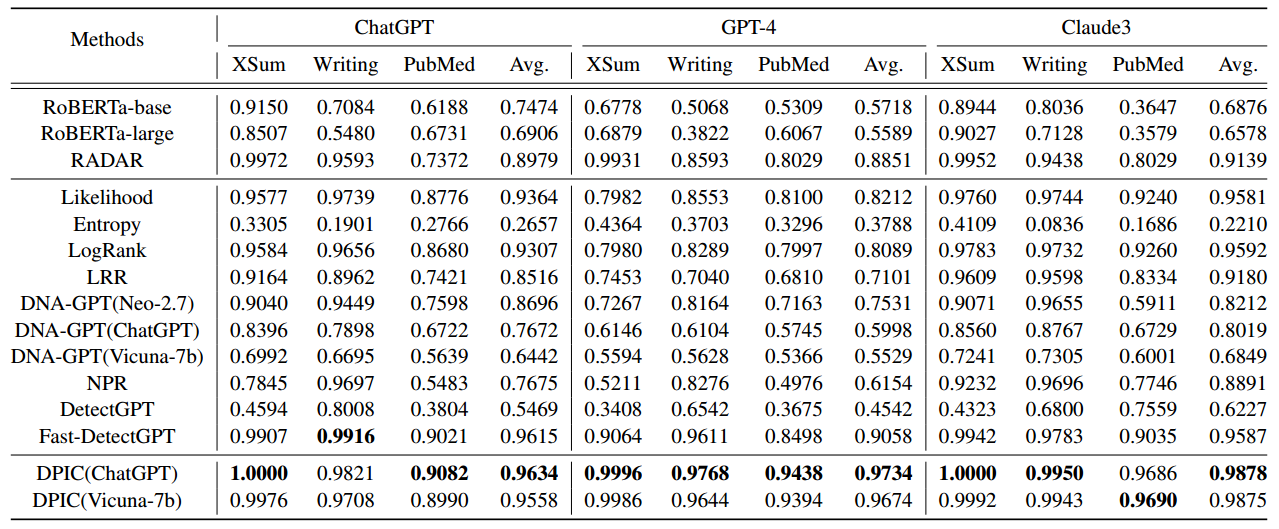 Methods ChatGPT GPT-4 Claude3
XSum Writing PubMed Avg. XSum Writing PubMed Avg. XSum Writing PubMed Avg.
RoBERTa-base 0.9150 0.7084 0.6188 0.7474 0.6778 0.5068 0.5309 0.5718 0.8944 0.8036 0.3647 0.6876
RoBERTa-large 0.8507 0.5480 0.6731 0.6906 0.6879 0.3822 0.6067 0.5589 0.9027 0.7128 0.3579 0.6578
RADAR 0.9972 0.9593 0.7372 0.8979 0.9931 0.8593 0.8029 0.8851 0.9952 0.9438 0.8029 0.9139
Likelihood 0.9577 0.9739 0.8776 0.9364 0.7982 0.8553 0.8100 0.8212 0.9760 0.9744 0.9240 0.9581
Entropy 0.3305 0.1901 0.2766 0.2657 0.4364 0.3703 0.3296 0.3788 0.4109 0.0836 0.1686 0.2210
LogRank 0.9584 0.9656 0.8680 0.9307 0.7980 0.8289 0.7997 0.8089 0.9783 0.9732 0.9260 0.9592
LRR 0.9164 0.8962 0.7421 0.8516 0.7453 0.7040 0.6810 0.7101 0.9609 0.9598 0.8334 0.9180
DNA-GPT(Neo-2.7) 0.9040 0.9449 0.7598 0.8696 0.7267 0.8164 0.7163 0.7531 0.9071 0.9655 0.5911 0.8212
DNA-GPT(ChatGPT) 0.8396 0.7898 0.6722 0.7672 0.6146 0.6104 0.5745 0.5998 0.8560 0.8767 0.6729 0.8019
DNA-GPT(Vicuna-7b) 0.6992 0.6695 0.5639 0.6442 0.5594 0.5628 0.5366 0.5529 0.7241 0.7305 0.6001 0.6849
NPR 0.7845 0.9697 0.5483 0.7675 0.5211 0.8276 0.4976 0.6154 0.9232 0.9696 0.7746 0.8891
DetectGPT 0.4594 0.8008 0.3804 0.5469 0.3408 0.6542 0.3675 0.4542 0.4323 0.6800 0.7559 0.6227
Fast-DetectGPT 0.9907 0.9916 0.9021 0.9615 0.9064 0.9611 0.8498 0.9058 0.9942 0.9783 0.9035 0.9587
DPIC(ChatGPT) 1.0000 0.9821 0.9082 0.9634 0.9996 0.9768 0.9438 0.9734 1.0000 0.9950 0.9686 0.9878
DPIC(Vicuna-7b) 0.9976 0.9708 0.8990 0.9558 0.9986 0.9644 0.9394 0.9674 0.9992 0.9943 0.9690 0.9875